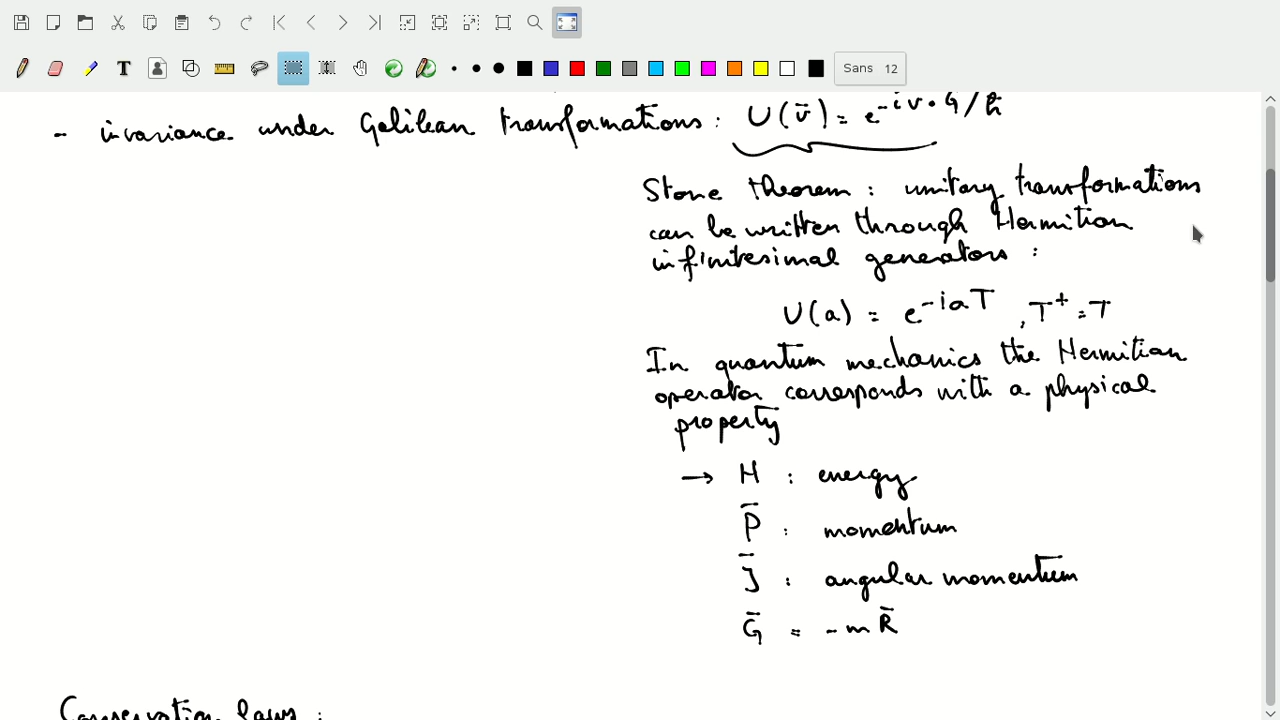 Sans 12
- invariance under Galilean transformations: U(v̄) = e^{-iv·G/ħ}
Stone theorem: unitary transformations
can be written through Hermitian
infinitesimal generators:
U(a) = e^{-iaT}, T⁺ = T
In quantum mechanics the Hermitian
operator corresponds with a physical
property
→ H : energy
P̄ : momentum
J̄ : angular momentum
Ḡ = -m R̄
Conservation laws: